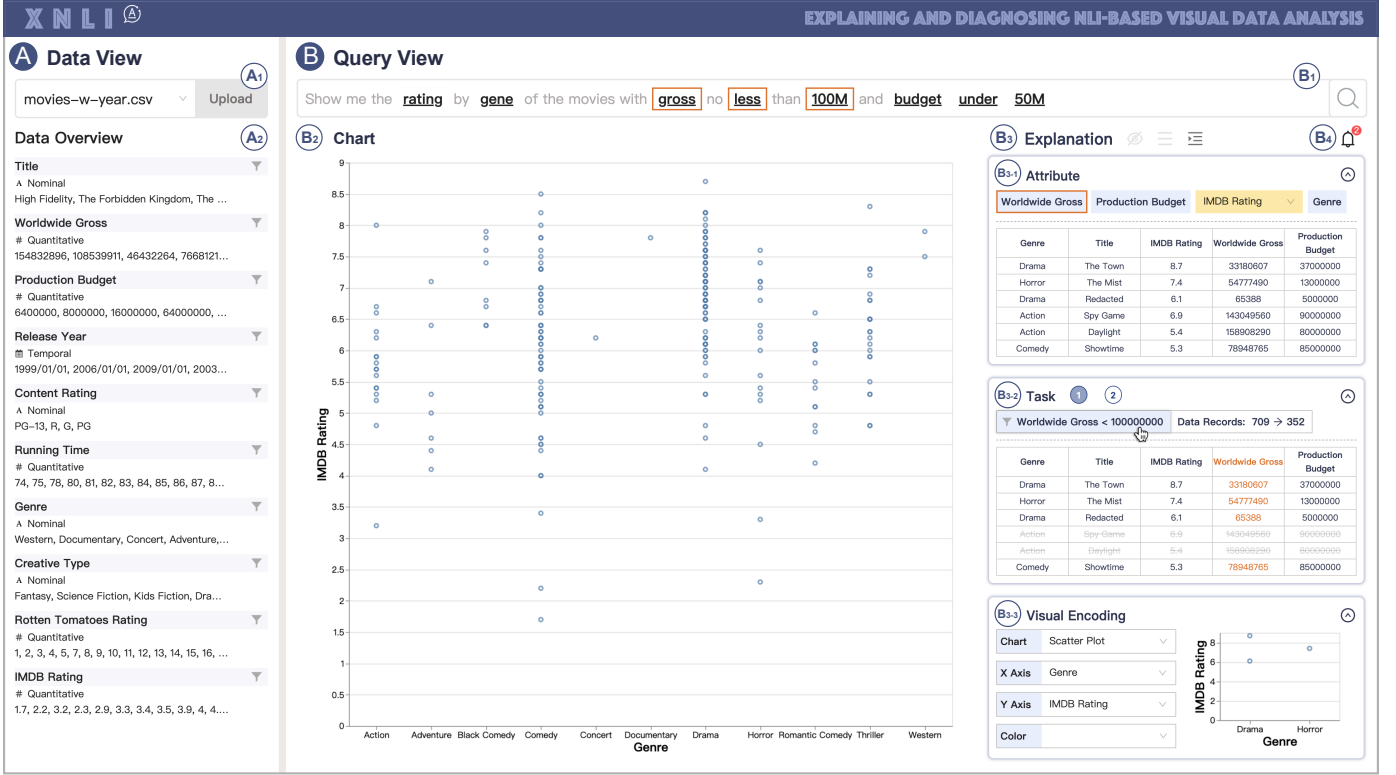 XNLI A
EXPLAINING AND DIAGNOSING NLI-BASED VISUAL DATA ANALYSIS
A Data View
A1
movies-w-year.csv Upload
Data Overview A2
Title
A Nominal
High Fidelity, The Forbidden Kingdom, The ...
Worldwide Gross
# Quantitative
154832896, 108539911, 46432264, 7668121...
Production Budget
# Quantitative
6400000, 8000000, 16000000, 64000000, ...
Release Year
Temporal
1999/01/01, 2006/01/01, 2009/01/01, 2003...
Content Rating
A Nominal
PG-13, R, G, PG
Running Time
# Quantitative
74, 75, 78, 80, 81, 82, 83, 84, 85, 86, 87, 8...
Genre
A Nominal
Western, Documentary, Concert, Adventure,...
Creative Type
A Nominal
Fantasy, Science Fiction, Kids Fiction, Dra...
Rotten Tomatoes Rating
# Quantitative
1, 2, 3, 4, 5, 7, 8, 9, 10, 11, 12, 13, 14, 15, 16, ...
IMDB Rating
# Quantitative
1.7, 2.2, 3.2, 2.3, 2.9, 3.3, 3.4, 3.5, 3.9, 4, 4....
B Query View
B1
Show me the rating by gene of the movies with gross no less than 100M and budget under 50M
B2 Chart
9
8.5
8
7.5
7
6.5
6
5.5
5
4.5
4
3.5
3
2.5
2
1.5
1
0.5
0
IMDB Rating
Action Adventure Black Comedy Comedy Concert Documentary Drama Horror Romantic Comedy Thriller Western
Genre
B3 Explanation B4 2
B3-1 Attribute
Worldwide Gross Production Budget IMDB Rating Genre
Genre Title IMDB Rating Worldwide Gross Production Budget
Drama The Town 8.7 33180607 37000000
Horror The Mist 7.4 54777490 13000000
Drama Redacted 6.1 65388 5000000
Action Spy Game 6.9 143049560 90000000
Action Daylight 5.4 158908290 80000000
Comedy Showtime 5.3 78948765 85000000
B3-2 Task 1 2
Worldwide Gross < 100000000 Data Records: 709 → 352
Genre Title IMDB Rating Worldwide Gross Production Budget
Drama The Town 8.7 33180607 37000000
Horror The Mist 7.4 54777490 13000000
Drama Redacted 6.1 65388 5000000
Action Spy Game 6.9 143049560 90000000
Action Daylight 5.4 158908290 80000000
Comedy Showtime 5.3 78948765 85000000
B3-3 Visual Encoding
Chart Scatter Plot
X Axis Genre
Y Axis IMDB Rating
Color
8
6
4
2
0
IMDB Rating
Drama Horror
Genre